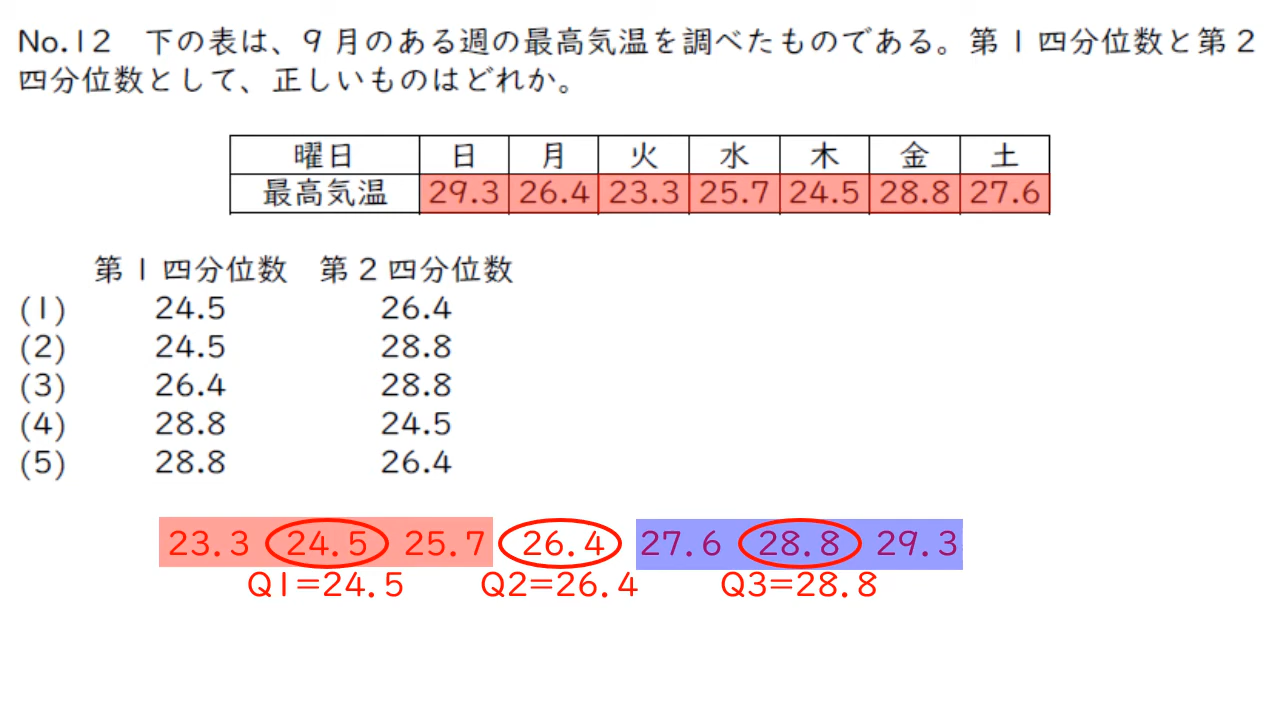 No.12 下の表は、9月のある週の最高気温を調べたものである。第1四分位数と第2
四分位数として、正しいものはどれか。
曜日 日 月 火 水 木 金 土
最高気温 29.3 26.4 23.3 25.7 24.5 28.8 27.6
第1四分位数 第2四分位数
(1) 24.5 26.4
(2) 24.5 28.8
(3) 26.4 28.8
(4) 28.8 24.5
(5) 28.8 26.4
23.3 24.5 25.7 26.4 27.6 28.8 29.3
Q1=24.5 Q2=26.4 Q3=28.8